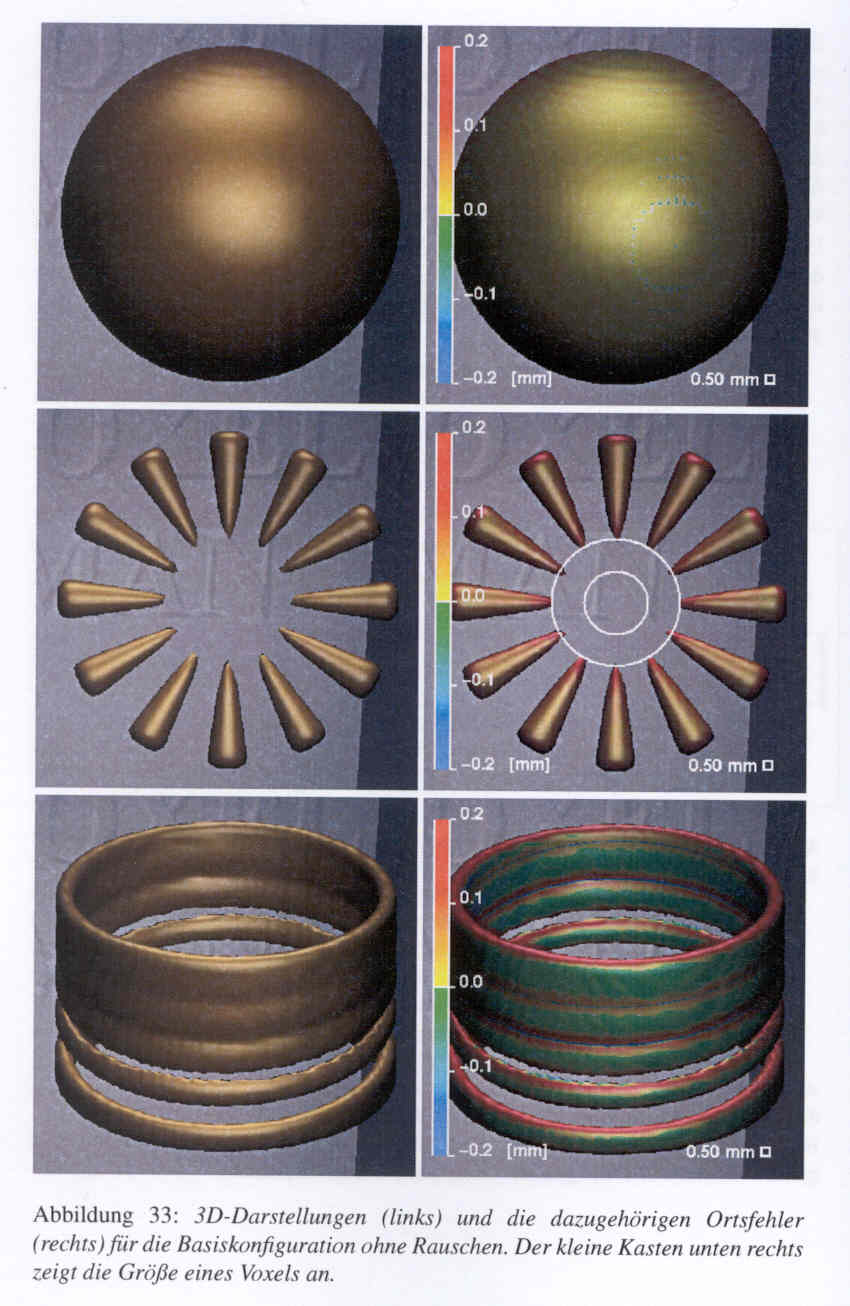 0.2
0.1
0.0
−0.1
−0.2 [mm]
0.50 mm
0.2
0.1
0.0
−0.1
−0.2 [mm]
0.50 mm
0.2
0.1
0.0
−0.1
−0.2 [mm]
0.50 mm
Abbildung 33: 3D-Darstellungen (links) und die dazugehörigen Ortsfehler
(rechts) für die Basiskonfiguration ohne Rauschen. Der kleine Kasten unten rechts
zeigt die Größe eines Voxels an.